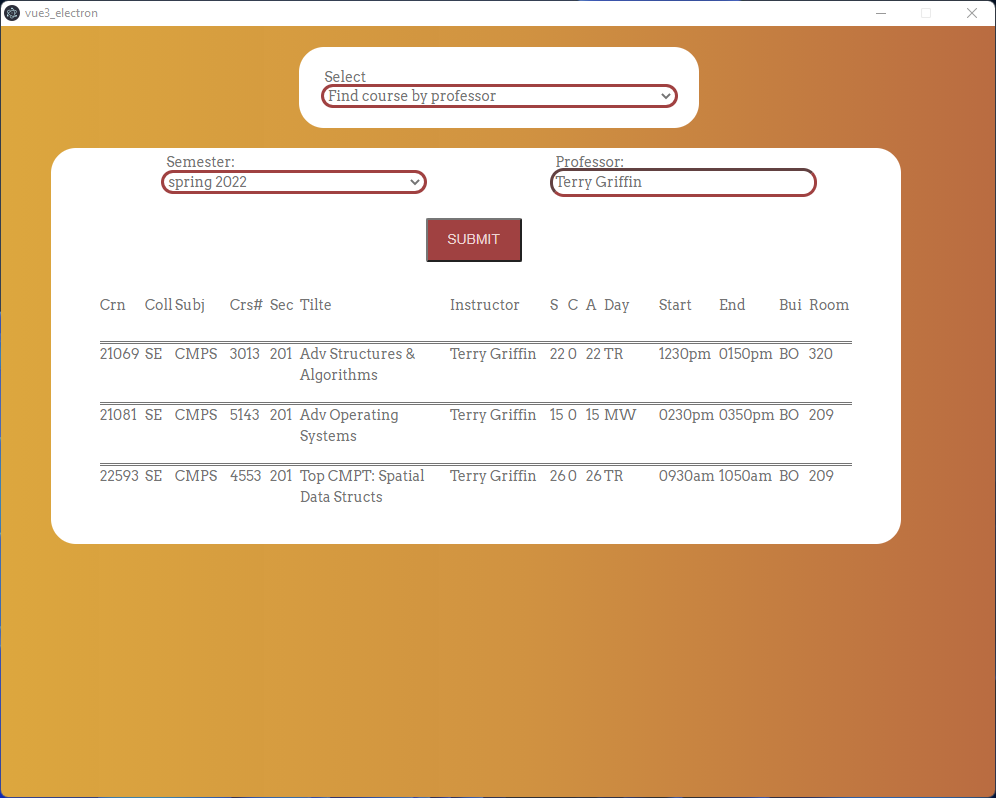 vue3_electron
Select
Find course by professor
Semester: Professor:
spring 2022 Terry Griffin
SUBMIT
Crn Coll Subj Crs# Sec Tilte Instructor S C A Day Start End Bui Room
21069 SE CMPS 3013 201 Adv Structures & Terry Griffin 22 0 22 TR 1230pm 0150pm BO 320
Algorithms
21081 SE CMPS 5143 201 Adv Operating Terry Griffin 15 0 15 MW 0230pm 0350pm BO 209
Systems
22593 SE CMPS 4553 201 Top CMPT: Spatial Terry Griffin 26 0 26 TR 0930am 1050am BO 209
Data Structs